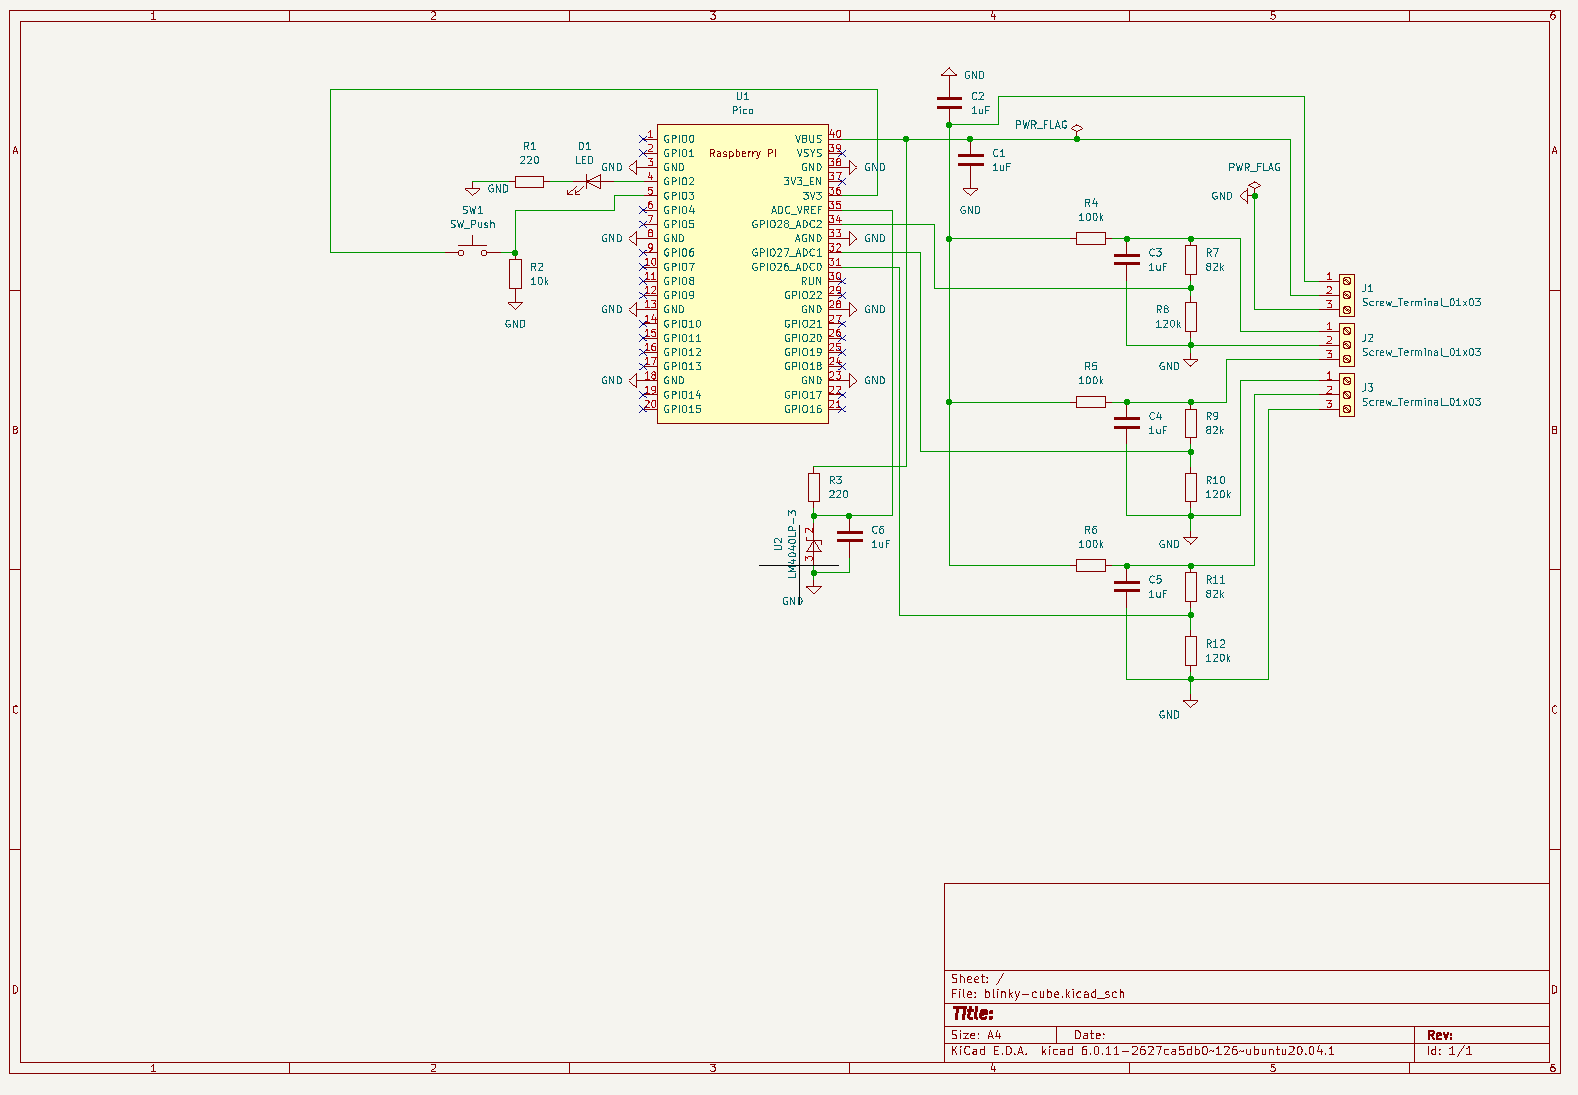 1 2 3 4 5 6
A
B
C
D
A
B
C
D
1 2 3 4 5 6
U1
Pico
Raspberry Pi
1 GPIO0
2 GPIO1
3 GND
4 GPIO2
5 GPIO3
6 GPIO4
7 GPIO5
8 GND
9 GPIO6
10 GPIO7
11 GPIO8
12 GPIO9
13 GND
14 GPIO10
15 GPIO11
16 GPIO12
17 GPIO13
18 GND
19 GPIO14
20 GPIO15
VBUS 40
VSYS 39
GND 38
3V3_EN 37
3V3 36
ADC_VREF 35
GPIO28_ADC2 34
AGND 33
GPIO27_ADC1 32
GPIO26_ADC0 31
RUN 30
GPIO22 29
GND 28
GPIO21 27
GPIO20 26
GPIO19 25
GPIO18 24
GND 23
GPIO17 22
GPIO16 21
GND
GND
GND
GND
GND
GND
GND
GND
R1
220
D1
LED
GND
SW1
SW_Push
R2
10k
GND
GND
C2
1uF
PWR_FLAG
C1
1uF
GND
PWR_FLAG
GND
R4
100k
C3
1uF
R7
82k
R8
120k
GND
R5
100k
C4
1uF
R9
82k
R10
120k
GND
R6
100k
C5
1uF
R11
82k
R12
120k
GND
R3
220
C6
1uF
U2
LM4040LP-3
2
3
GND
1
2
3
J1
Screw_Terminal_01x03
1
2
3
J2
Screw_Terminal_01x03
1
2
3
J3
Screw_Terminal_01x03
Sheet: /
File: blinky-cube.kicad_sch
Title:
Size: A4 Date: Rev:
KiCad E.D.A. kicad 6.0.11-2627ca5db0~126~ubuntu20.04.1 Id: 1/1